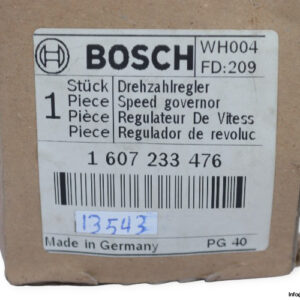 BOSCH
WH004
FD:209
1
Stück Drehzahlregler
Piece Speed governor
Pièce Regulateur De Vitess
Piece Regulador de revoluc
1 607 233 476
13543
Made in Germany PG 40